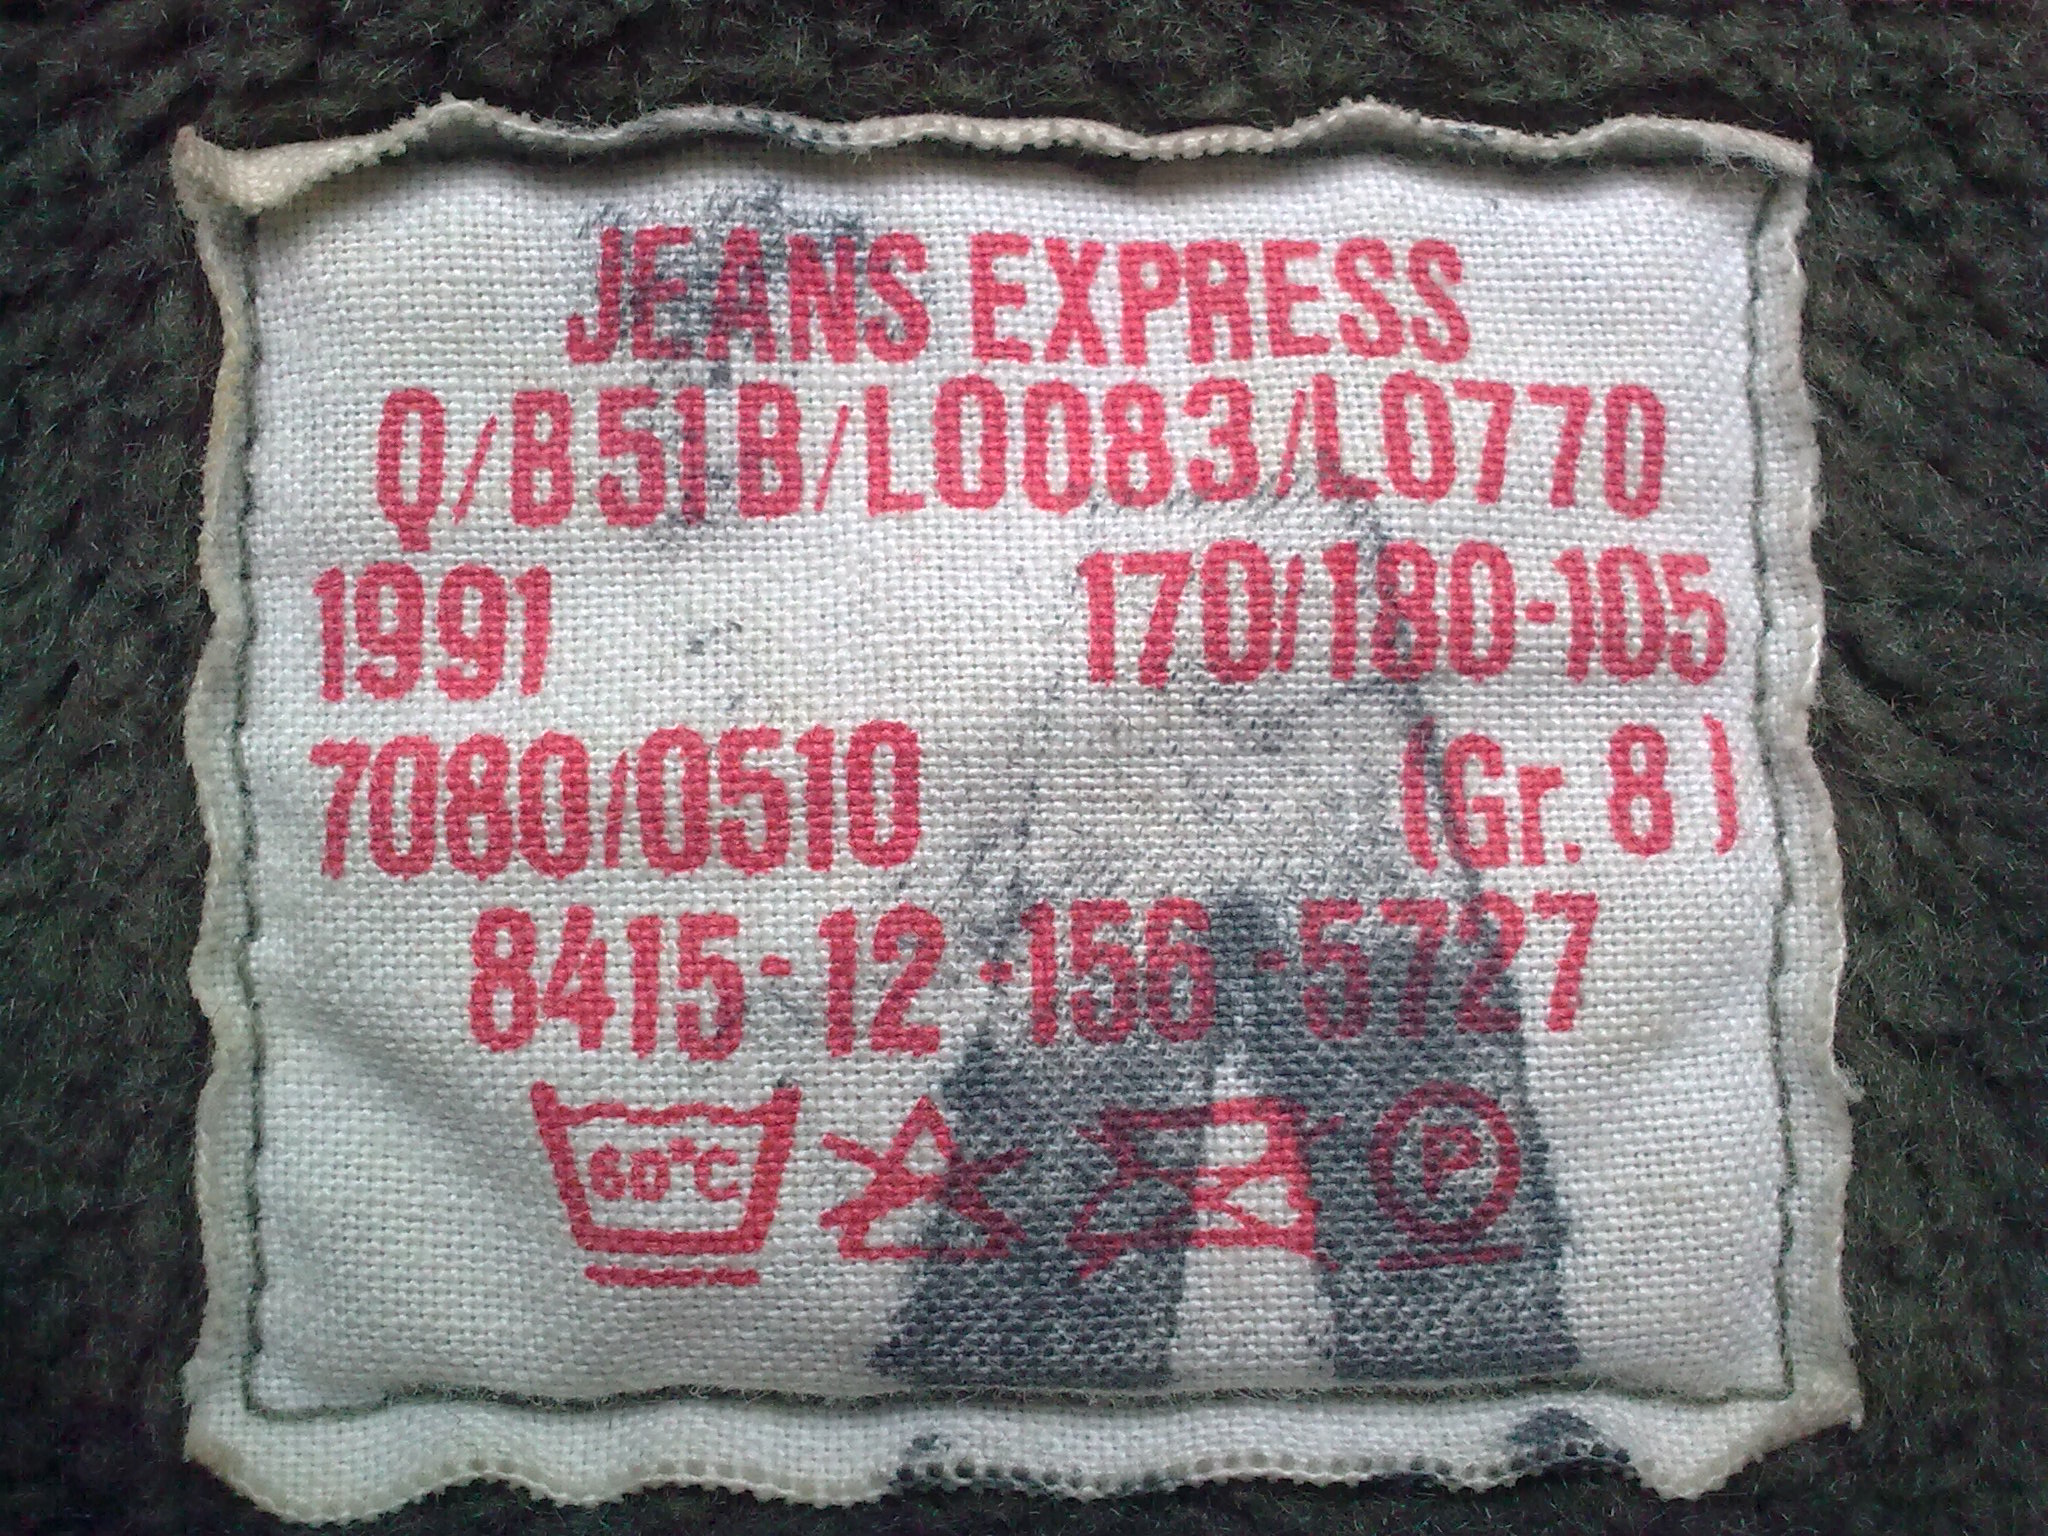 JEANS EXPRESS
Q/B51B/L0083/L0770
1991 170/180-105
7080/0510 (Gr. 8)
8415-12-156-5727
60°C P